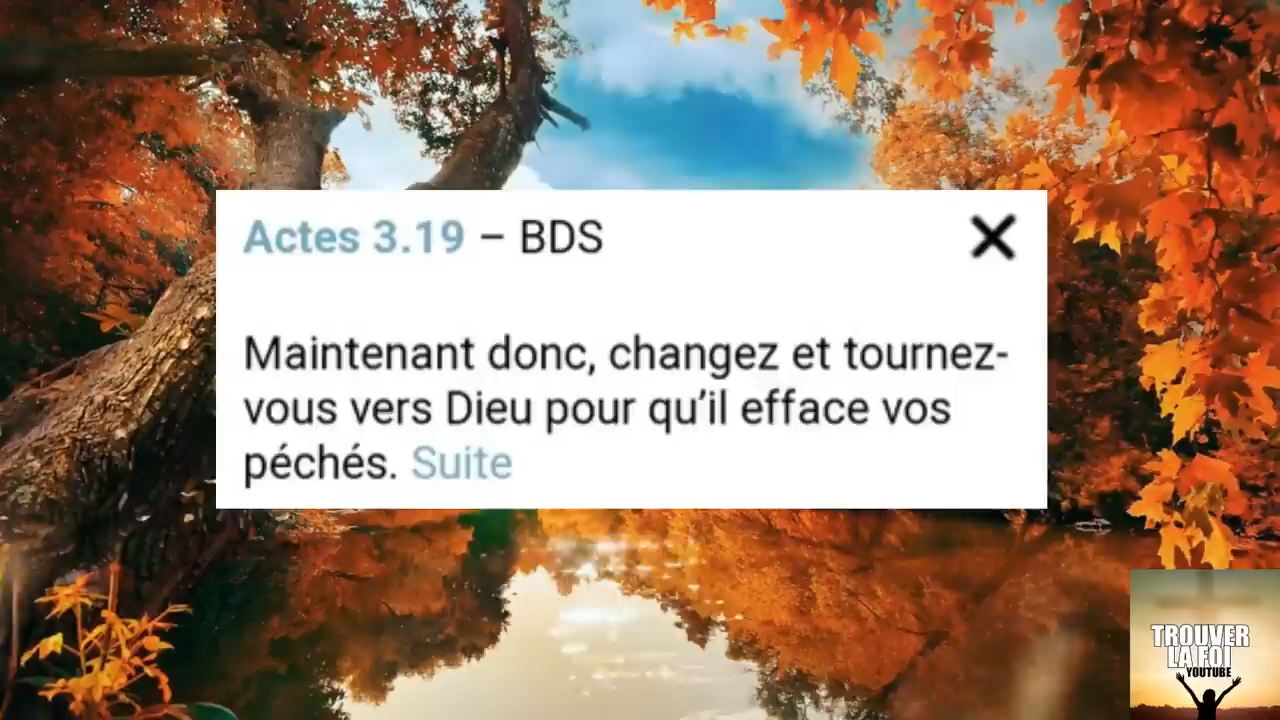 Actes 3.19 – BDS
Maintenant donc, changez et tournez-
vous vers Dieu pour qu’il efface vos
péchés. Suite
TROUVER
LA FOI
YOUTUBE